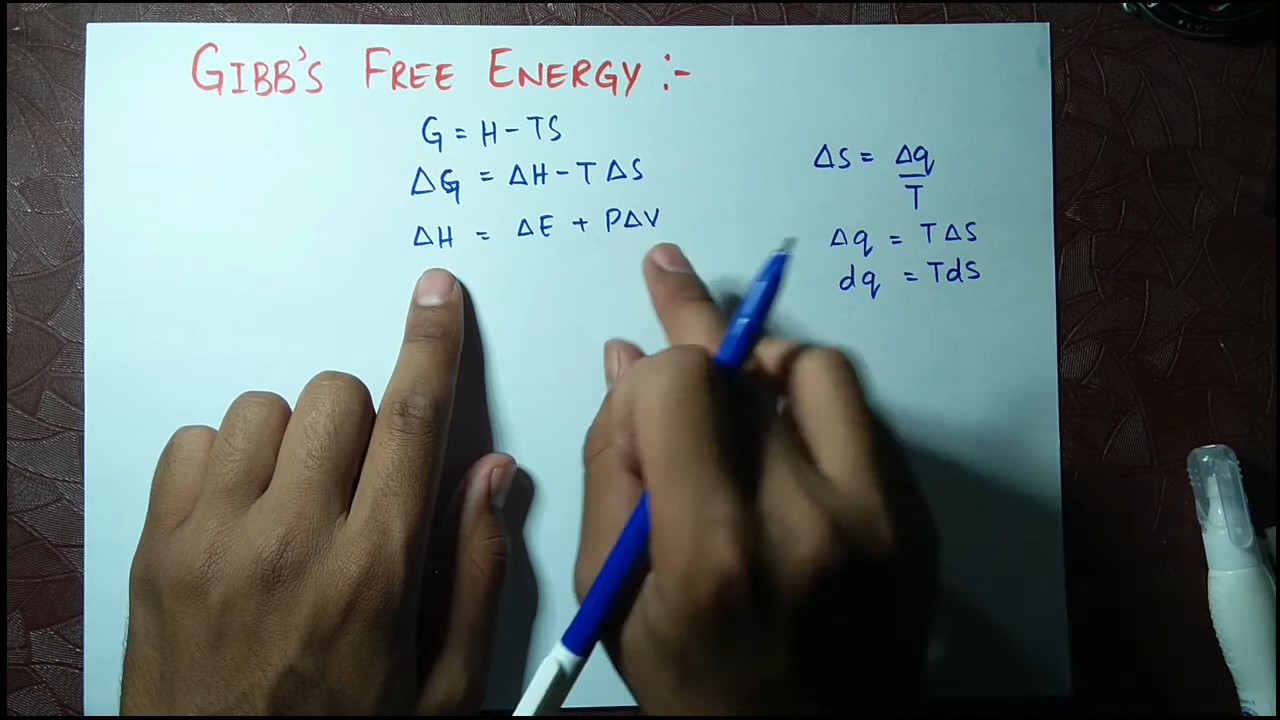 GIBB'S FREE ENERGY :-
G = H - TS
ΔG = ΔH - TΔS
ΔH = ΔE + PΔV
ΔS = Δq/T
Δq = TΔS
dq = TdS